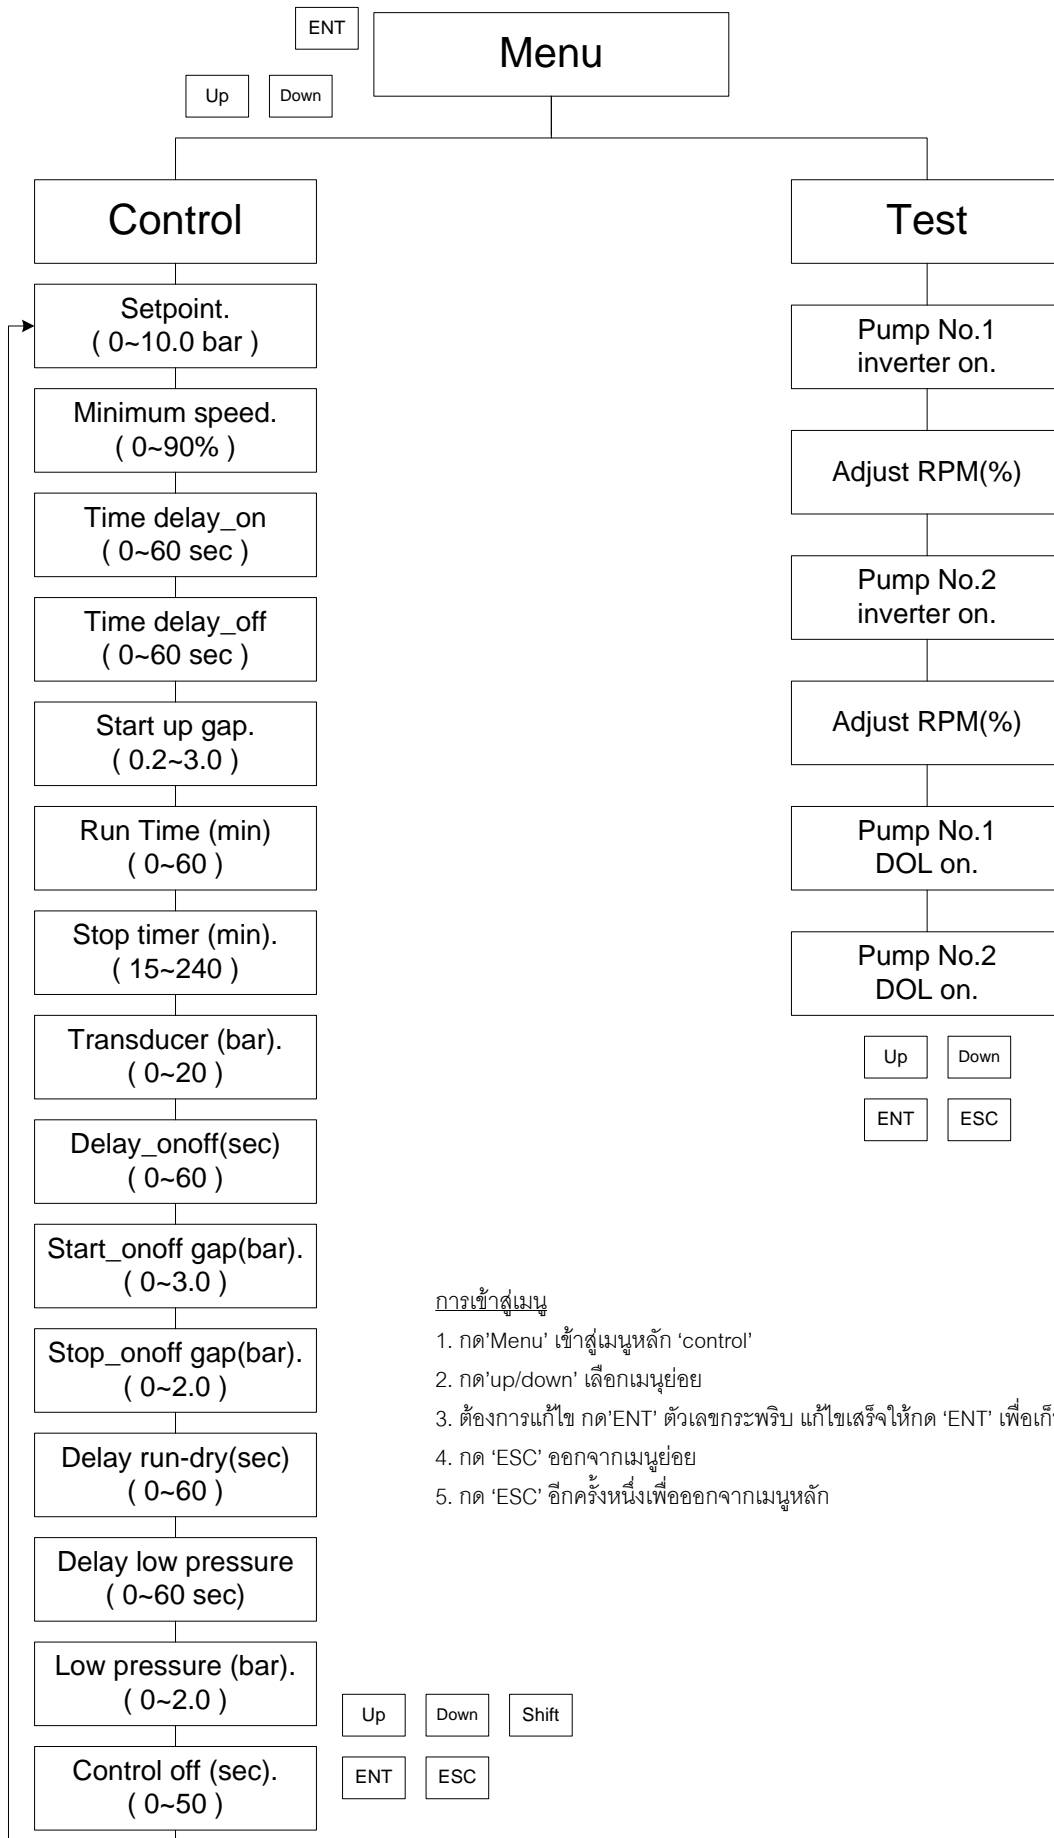 ENT
Menu
Up
Down
Control
Setpoint.
( 0~10.0 bar )
Minimum speed.
( 0~90% )
Time delay_on
( 0~60 sec )
Time delay_off
( 0~60 sec )
Start up gap.
( 0.2~3.0 )
Run Time (min)
( 0~60 )
Stop timer (min).
( 15~240 )
Transducer (bar).
( 0~20 )
Delay_onoff(sec)
( 0~60 )
Start_onoff gap(bar).
( 0~3.0 )
Stop_onoff gap(bar).
( 0~2.0 )
Delay run-dry(sec)
( 0~60 )
Delay low pressure
( 0~60 sec)
Low pressure (bar).
( 0~2.0 )
Control off (sec).
( 0~50 )
Up
Down
Shift
ENT
ESC
Test
Pump No.1
inverter on.
Adjust RPM(%)
Pump No.2
inverter on.
Adjust RPM(%)
Pump No.1
DOL on.
Pump No.2
DOL on.
Up
Down
ENT
ESC
การเข้าสู่เมนู
1. กด’Menu’ เข้าสู่เมนูหลัก ‘control’
2. กด’up/down’ เลือกเมนุย่อย
3. ต้องการแก้ไข กด’ENT’ ตัวเลขกระพริบ แก้ไขเสร็จให้กด ‘ENT’ เพื่อเก็
4. กด ‘ESC’ ออกจากเมนูย่อย
5. กด ‘ESC’ อีกครั้งหนึ่งเพื่อออกจากเมนูหลัก